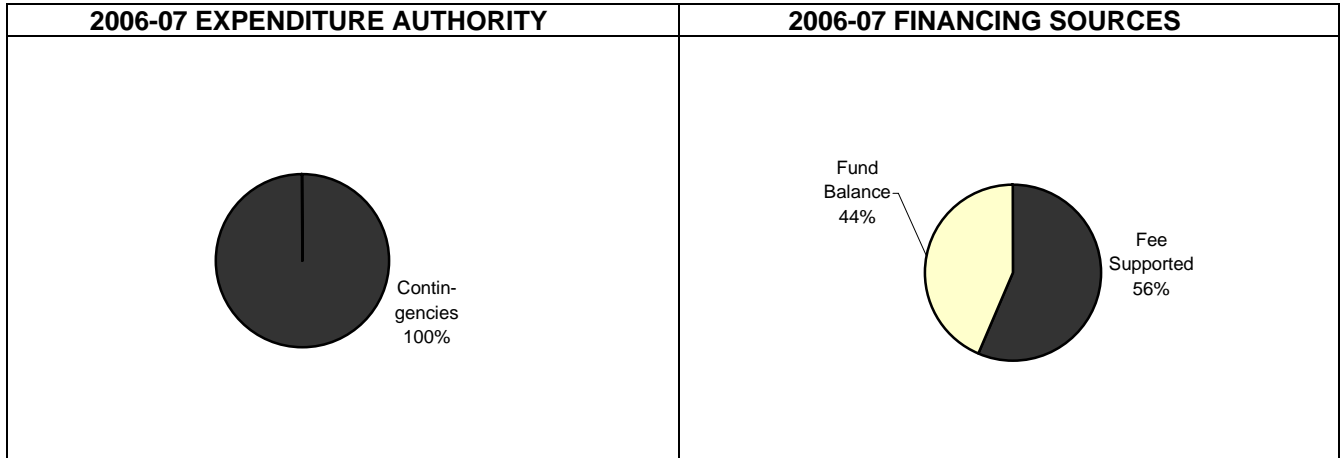 2006-07 EXPENDITURE AUTHORITY
Contin-
gencies
100%
2006-07 FINANCING SOURCES
Fund
Balance
44%
Fee
Supported
56%